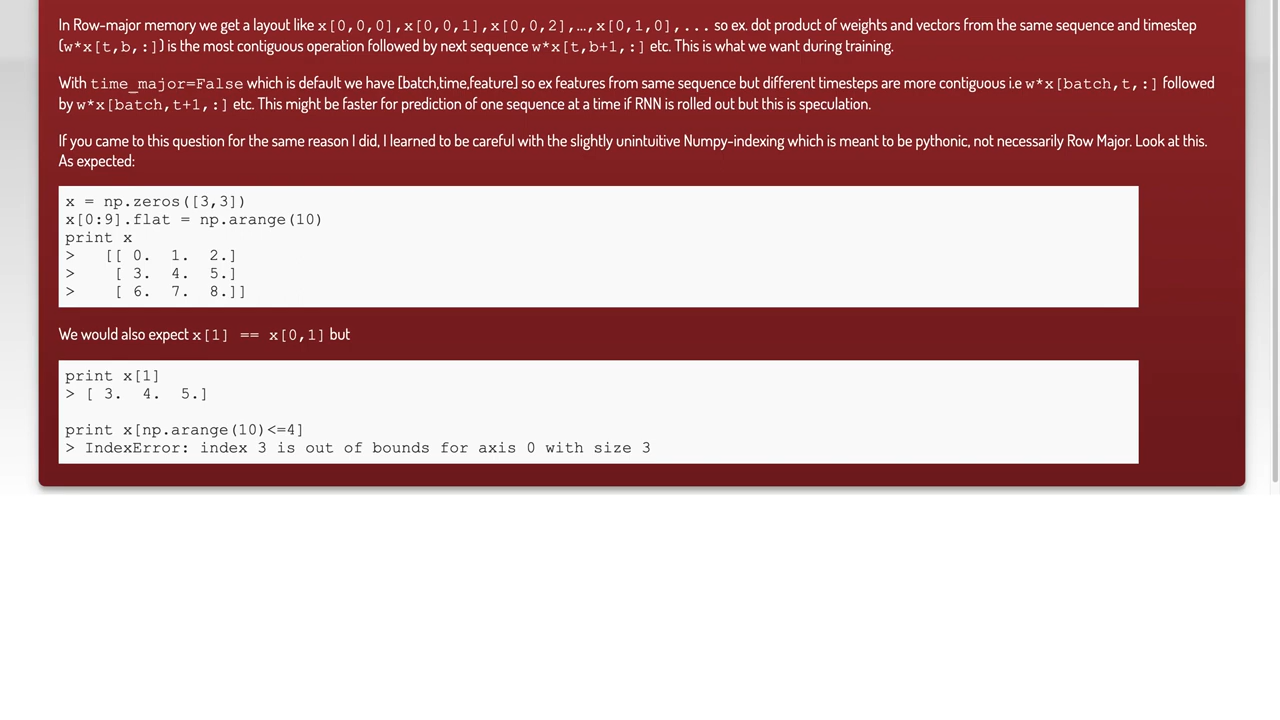 In Row-major memory we get a layout like x[0,0,0],x[0,0,1],x[0,0,2],…,x[0,1,0],... so ex. dot product of weights and vectors from the same sequence and timestep
(w*x[t,b,:]) is the most contiguous operation followed by next sequence w*x[t,b+1,:] etc. This is what we want during training.
With time_major=False which is default we have [batch,time,feature] so ex features from same sequence but different timesteps are more contiguous i.e w*x[batch,t,:] followed
by w*x[batch,t+1,:] etc. This might be faster for prediction of one sequence at a time if RNN is rolled out but this is speculation.
If you came to this question for the same reason I did, I learned to be careful with the slightly unintuitive Numpy-indexing which is meant to be pythonic, not necessarily Row Major. Look at this.
As expected:
x = np.zeros([3,3])
x[0:9].flat = np.arange(10)
print x
>   [[ 0.  1.  2.]
>    [ 3.  4.  5.]
>    [ 6.  7.  8.]]
We would also expect x[1] == x[0,1] but
print x[1]
> [ 3.  4.  5.]
print x[np.arange(10)<=4]
> IndexError: index 3 is out of bounds for axis 0 with size 3